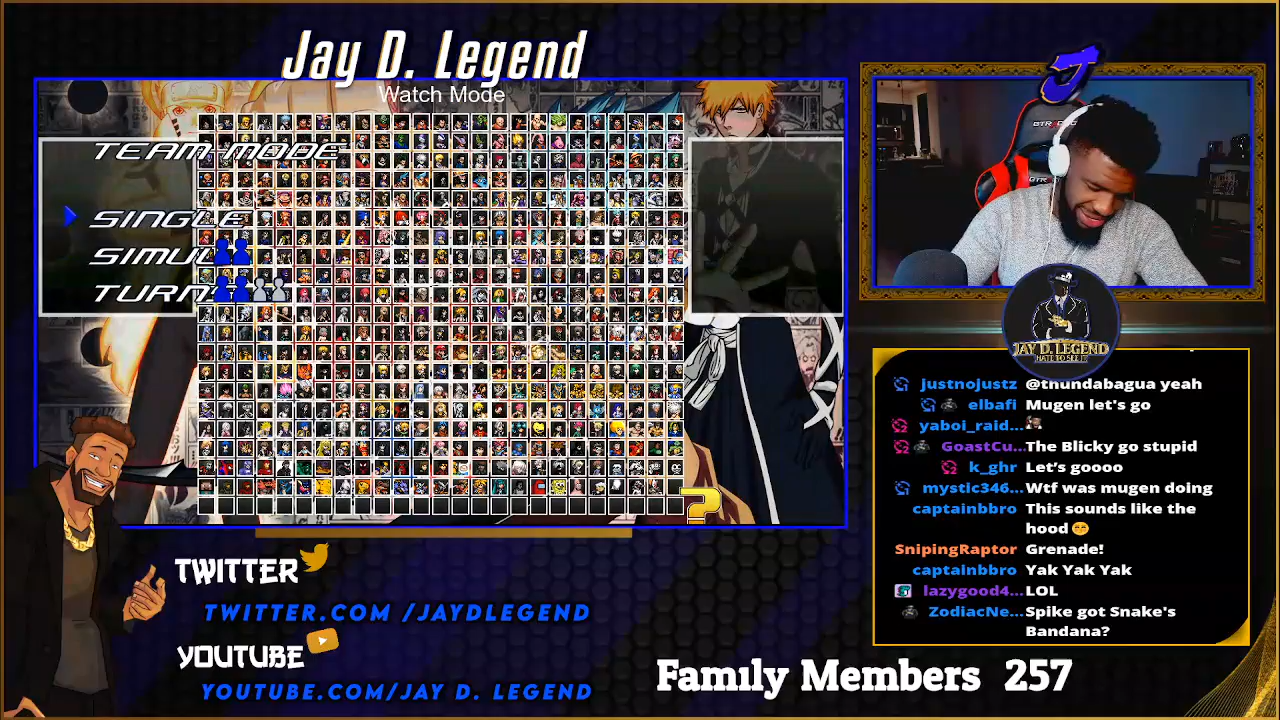 Jay D. Legend
Watch Mode
TEAM MODE
SINGLE
SIMUL
TURN
GTR
GTR
JAY D. LEGEND
justnojustz @thundabagua yeah
elbafi Mugen let's go
yaboi_raid...
GoastCu... The Blicky go stupid
k_ghr Let's goooo
mystic346... Wtf was mugen doing
captainbbro This sounds like the
hood
SnipingRaptor Grenade!
captainbbro Yak Yak Yak
lazygood4... LOL
ZodiacNe... Spike got Snake's
Bandana?
TWITTER
TWITTER.COM /JAYDLEGEND
YOUTUBE
YOUTUBE.COM/JAY D. LEGEND
Family Members 257